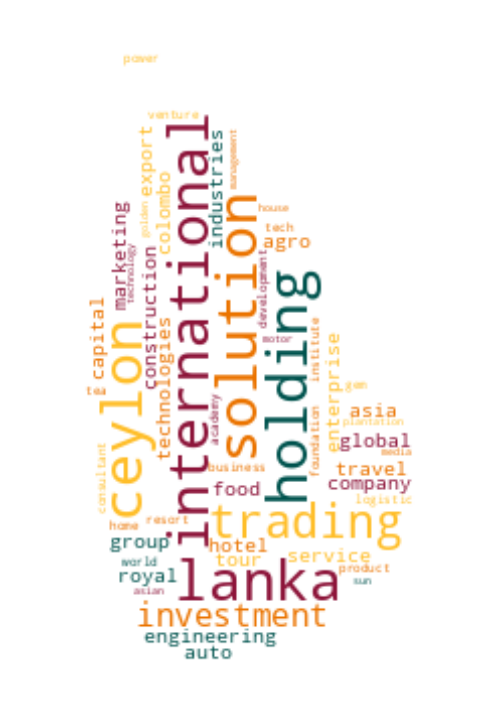 power
venture
international
export
industries
management
colombo
golden
marketing
technology
solution
house
tech
agro
construction
development
holding
capital
ceylon
technologies
motor
institute
enterprise
tea
academy
gem
asia
plantation
foundation
global
media
consultant
business
travel
food
company
logistic
trading
home
resort
group
hotel
service
tour
world
product
lanka
royal
sun
asian
investment
engineering
auto